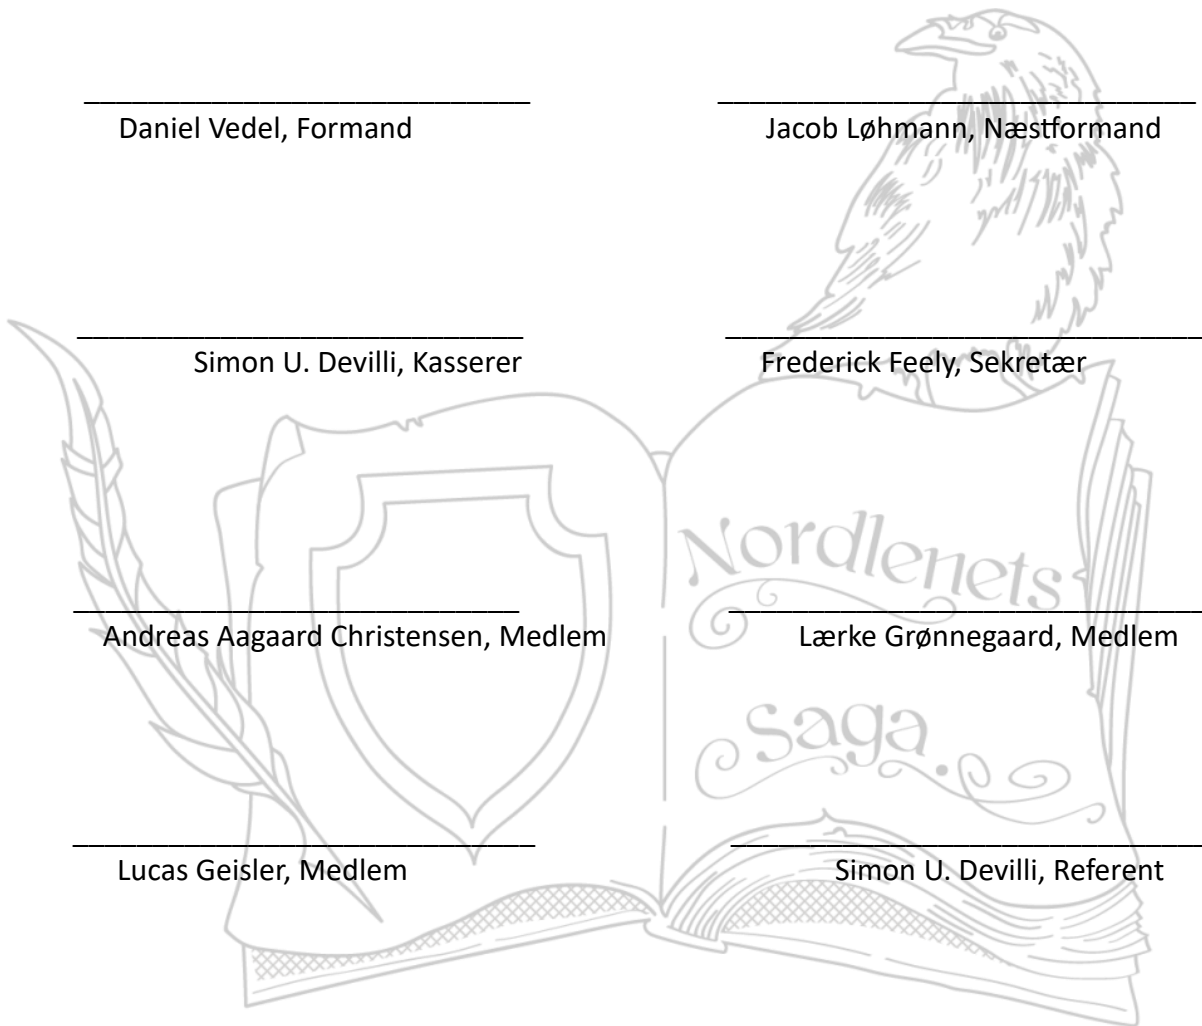 Daniel Vedel, Formand
Jacob Løhmann, Næstformand
Simon U. Devilli, Kasserer
Frederick Feely, Sekretær
Nordlenets
Andreas Aagaard Christensen, Medlem
Lærke Grønnegaard, Medlem
Saga.
Lucas Geisler, Medlem
Simon U. Devilli, Referent